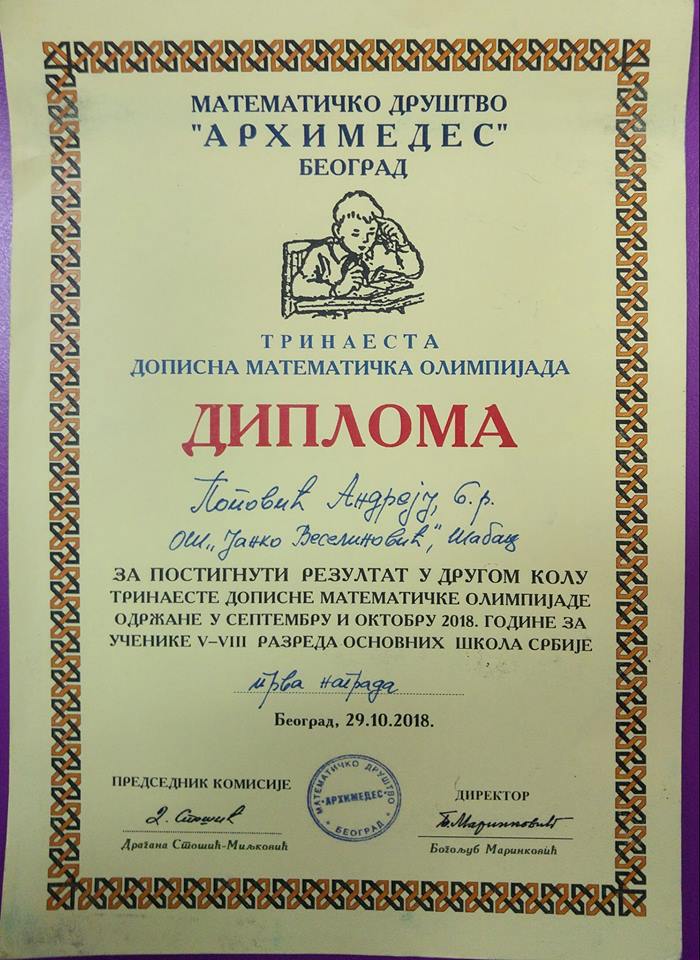 МАТЕМАТИЧКО ДРУШТВО
"АРХИМЕДЕС"
БЕОГРАД
ТРИНАЕСТА
ДОПИСНА МАТЕМАТИЧКА ОЛИМПИЈАДА
ДИПЛОМА
Поповић Андреју, 6. р.
ОШ „Јанко Веселиновић", Шабац
ЗА ПОСТИГНУТИ РЕЗУЛТАТ У ДРУГОМ КОЛУ
ТРИНАЕСТЕ ДОПИСНЕ МАТЕМАТИЧКЕ ОЛИМПИЈАДЕ
ОДРЖАНЕ У СЕПТЕМБРУ И ОКТОБРУ 2018. ГОДИНЕ ЗА
УЧЕНИКЕ V–VIII РАЗРЕДА ОСНОВНИХ ШКОЛА СРБИЈЕ
прва награда
Београд, 29.10.2018.
ПРЕДСЕДНИК КОМИСИЈЕ
Д. Стошић
Драгана Стошић-Миљковић
МАТЕМАТИЧКО ДРУШТВО
"АРХИМЕДЕС"
БЕОГРАД
ДИРЕКТОР
Б. Маринковић
Богољуб Маринковић